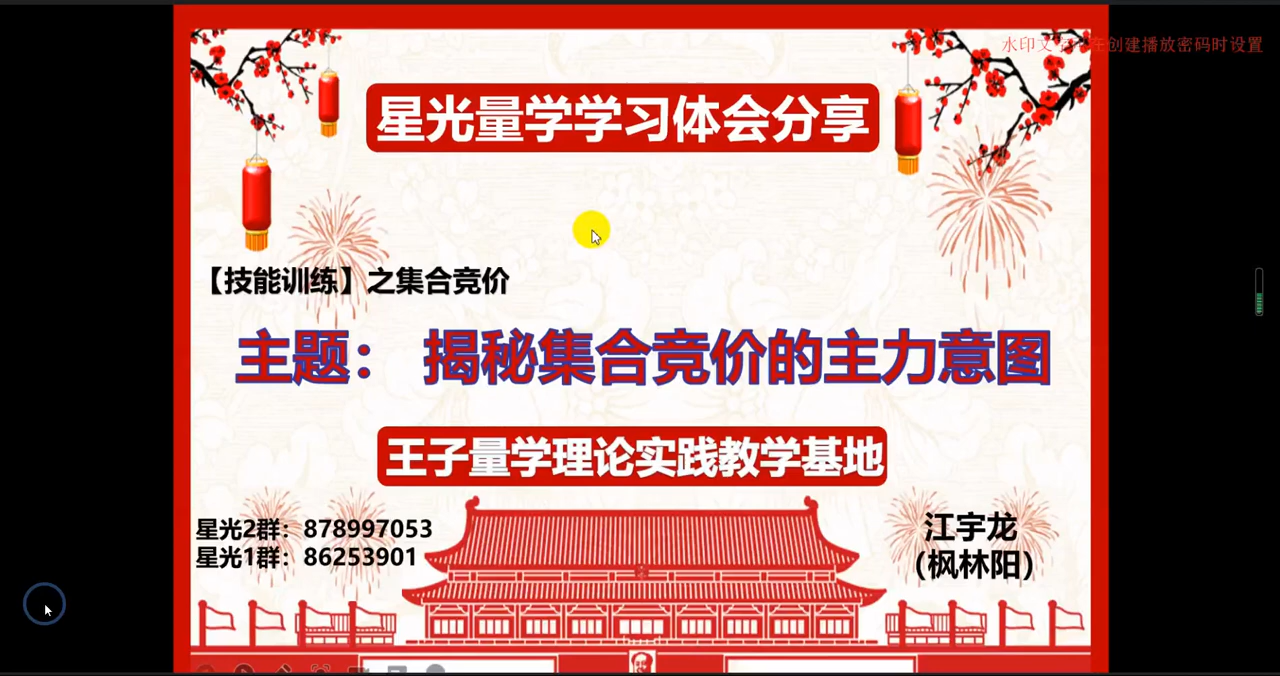 水印文字 在创建播放密码时设置
星光量学学习体会分享
【技能训练】之集合竞价
主题： 揭秘集合竞价的主力意图
王子量学理论实践教学基地
星光2群：878997053
星光1群：86253901
江宇龙
(枫林阳)